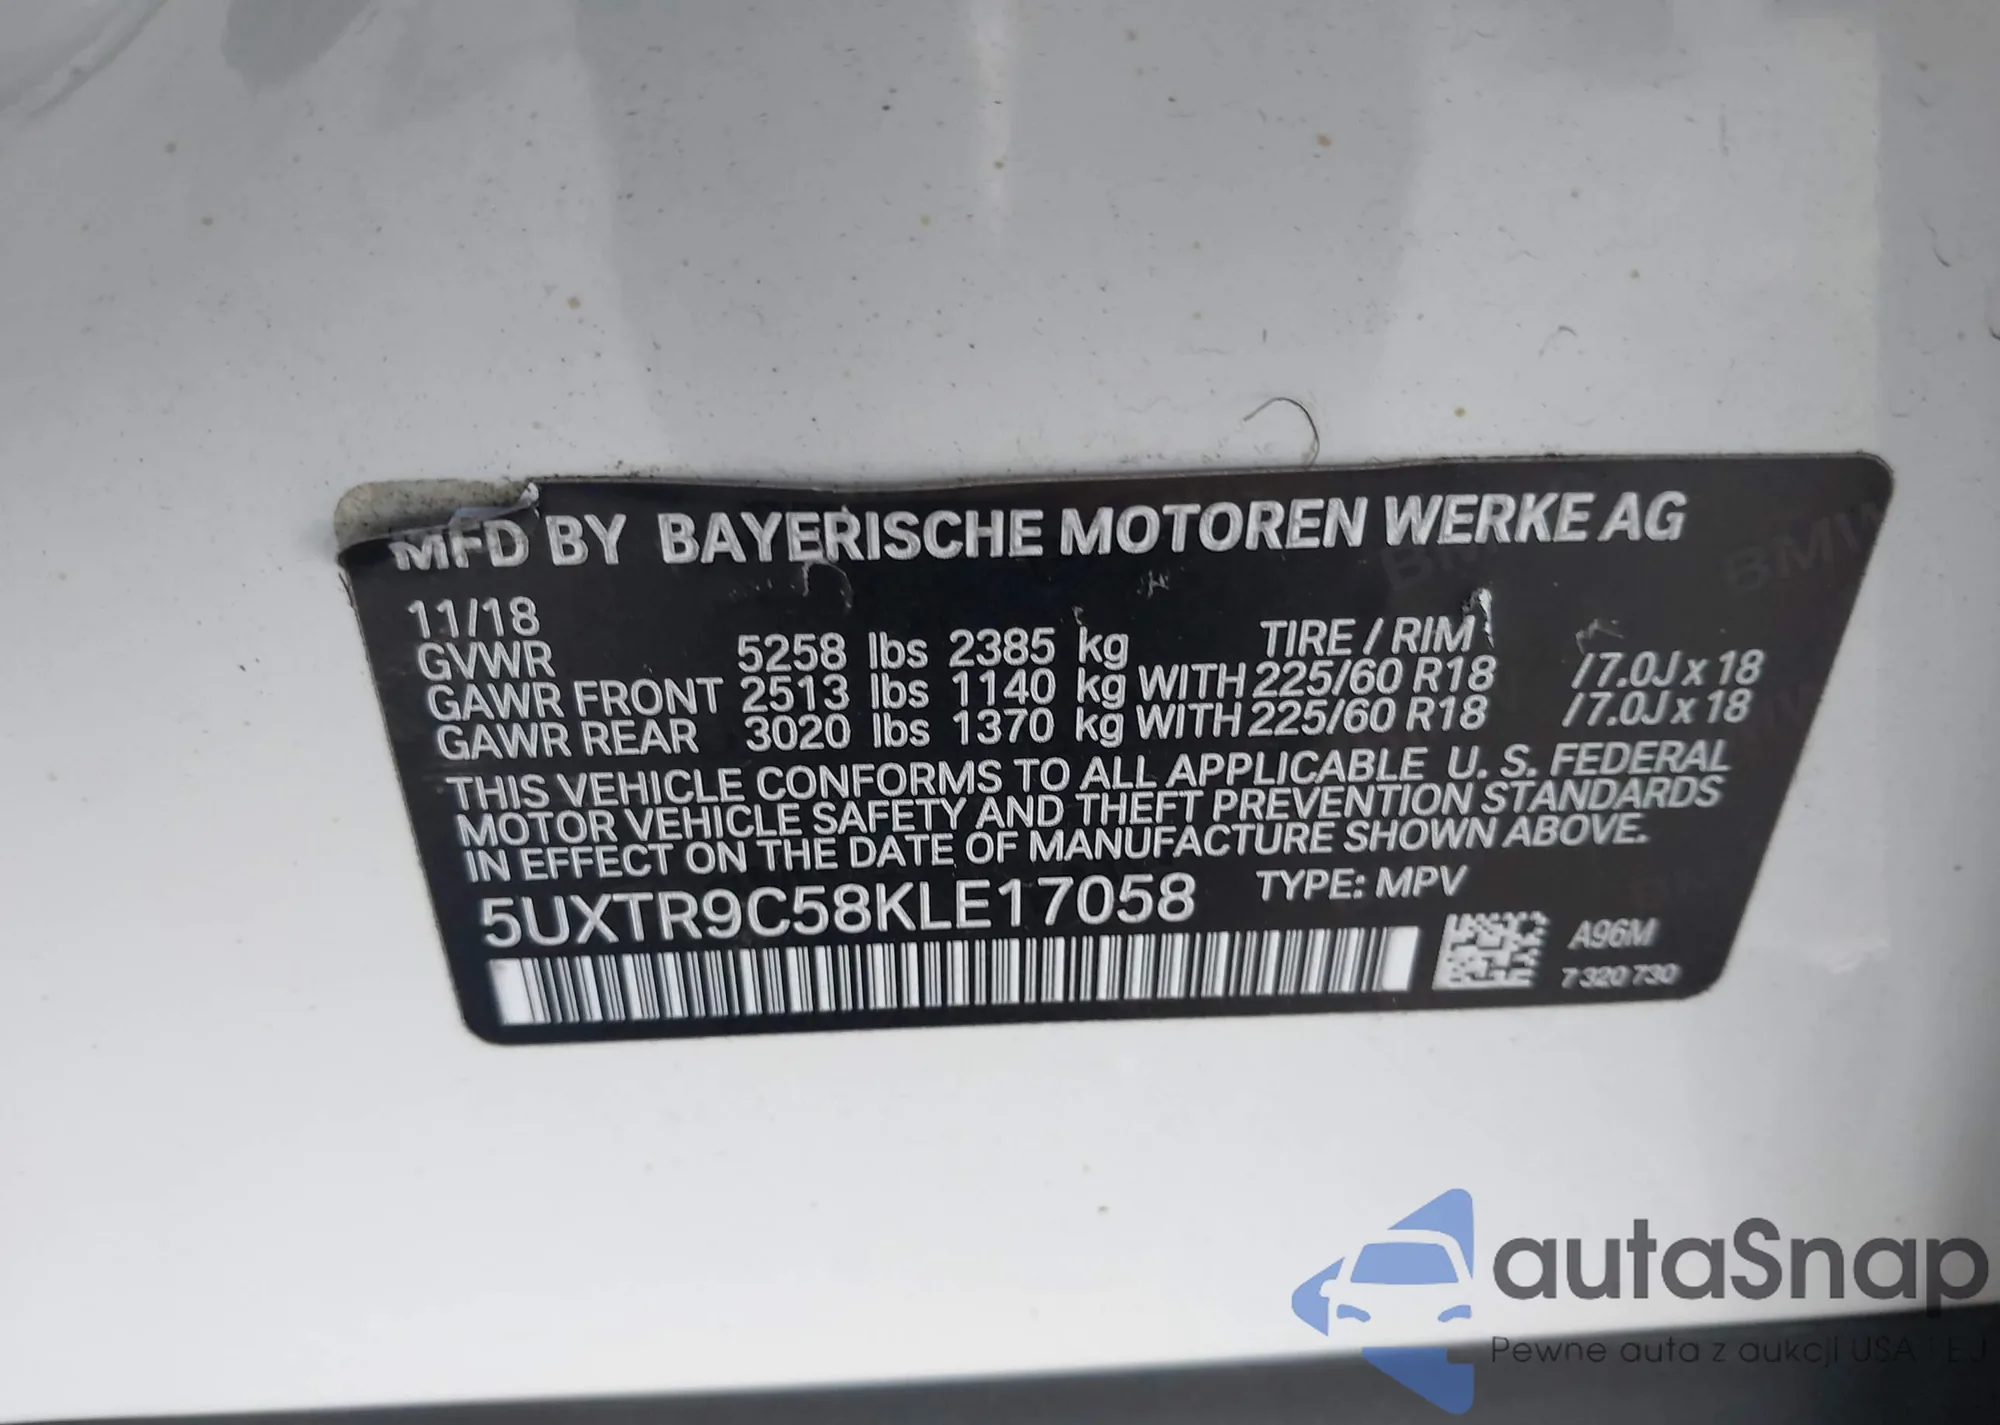 MFD BY BAYERISCHE MOTOREN WERKE AG
11/18 TIRE / RIM
GVWR 5258 lbs 2385 kg
GAWR FRONT 2513 lbs 1140 kg WITH 225/60 R18 /7.0J x 18
GAWR REAR 3020 lbs 1370 kg WITH 225/60 R18 /7.0J x 18
THIS VEHICLE CONFORMS TO ALL APPLICABLE U. S. FEDERAL
MOTOR VEHICLE SAFETY AND THEFT PREVENTION STANDARDS
IN EFFECT ON THE DATE OF MANUFACTURE SHOWN ABOVE.
5UXTR9C58KLE17058 TYPE: MPV
A96M
7 320 730
autaSnap
Pewne auta z aukcji USA i EJ